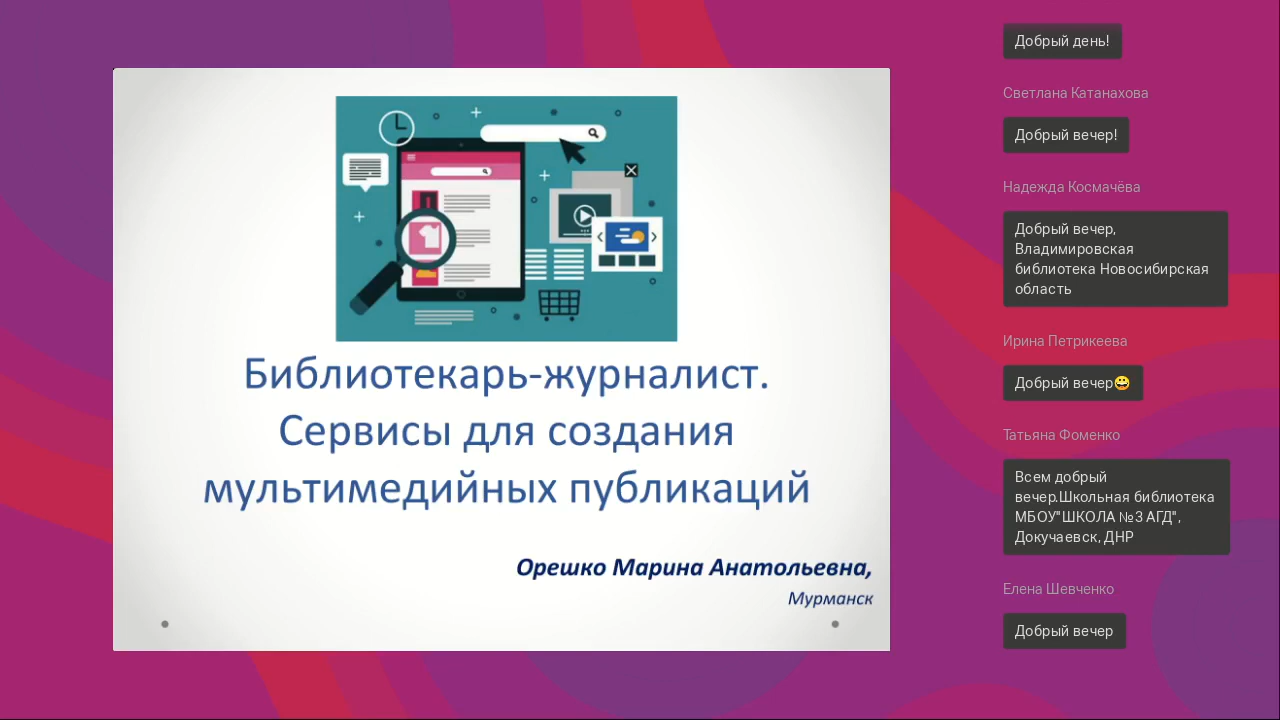 Библиотекарь-журналист.
Сервисы для создания
мультимедийных публикаций
Орешко Марина Анатольевна,
Мурманск
Добрый день!
Светлана Катанахова
Добрый вечер!
Надежда Космачёва
Добрый вечер,
Владимировская
библиотека Новосибирская
область
Ирина Петрикеева
Добрый вечер😀
Татьяна Фоменко
Всем добрый
вечер.Школьная библиотека
МБОУ"ШКОЛА №3 АГД",
Докучаевск, ДНР
Елена Шевченко
Добрый вечер